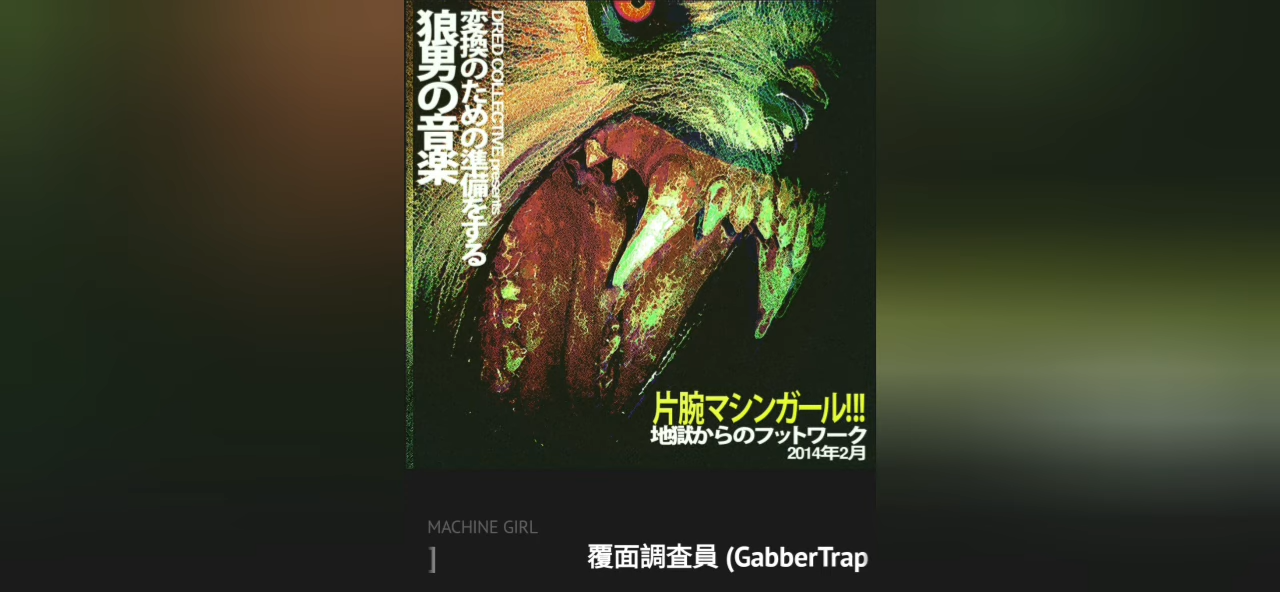 狼男の音楽
変換のための準備をする
DRED COLLECTIVE presents
片腕マシンガール!!!
地獄からのフットワーク
2014年2月
MACHINE GIRL
] 覆面調査員 (GabberTrap